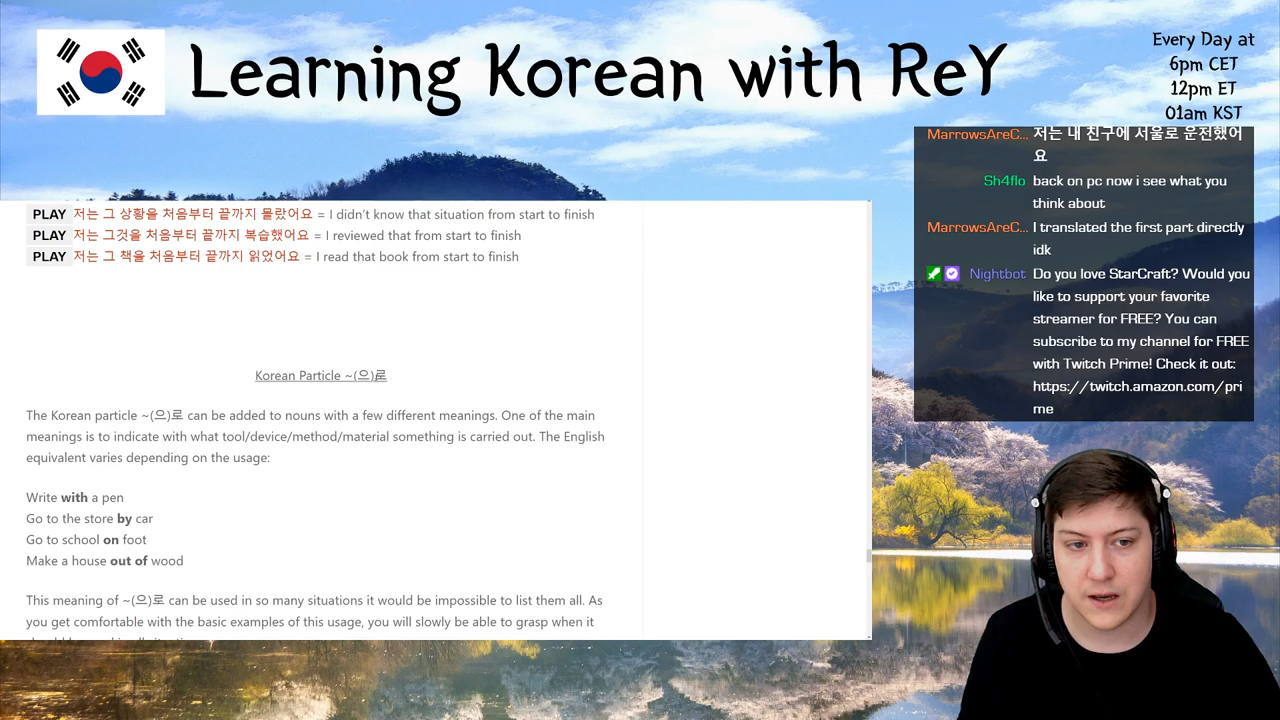 Learning Korean with ReY
Every Day at
6pm CET
12pm ET
01am KST
PLAY 저는 그 상황을 처음부터 끝까지 몰랐어요 = I didn't know that situation from start to finish
PLAY 저는 그것을 처음부터 끝까지 복습했어요 = I reviewed that from start to finish
PLAY 저는 그 책을 처음부터 끝까지 읽었어요 = I read that book from start to finish
Korean Particle ~(으)로
The Korean particle ~(으)로 can be added to nouns with a few different meanings. One of the main
meanings is to indicate with what tool/device/method/material something is carried out. The English
equivalent varies depending on the usage:
Write with a pen
Go to the store by car
Go to school on foot
Make a house out of wood
This meaning of ~(으)로 can be used in so many situations it would be impossible to list them all. As
you get comfortable with the basic examples of this usage, you will slowly be able to grasp when it
MarrowsAreC... 저는 내 친구에 서울로 운전했어
요
Sh4flo back on pc now i see what you
think about
MarrowsAreC... I translated the first part directly
idk
Nightbot Do you love StarCraft? Would you
like to support your favorite
streamer for FREE? You can
subscribe to my channel for FREE
with Twitch Prime! Check it out:
https://twitch.amazon.com/pri
me